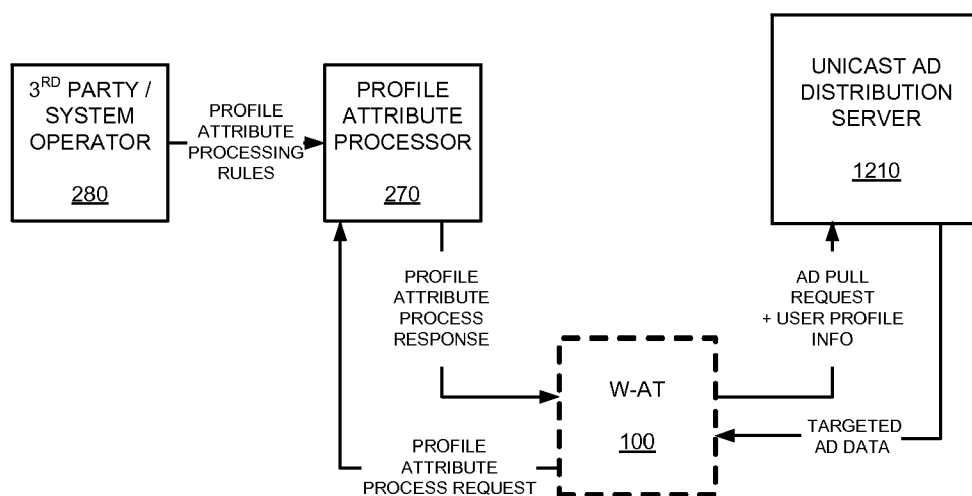 3RD PARTY /
SYSTEM
OPERATOR
280
PROFILE
ATTRIBUTE
PROCESSING
RULES
PROFILE
ATTRIBUTE
PROCESSOR
270
UNICAST AD
DISTRIBUTION
SERVER
1210
PROFILE
ATTRIBUTE
PROCESS
RESPONSE
AD PULL
REQUEST
+ USER PROFILE
INFO
W-AT
100
TARGETED
AD DATA
PROFILE
ATTRIBUTE
PROCESS REQUEST